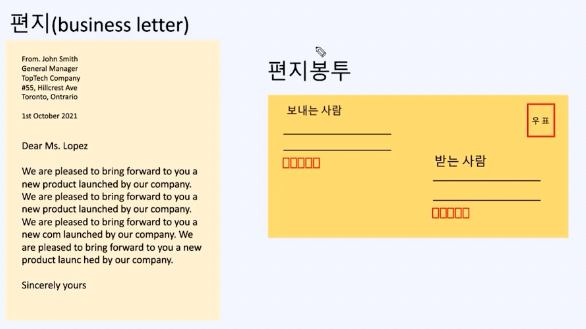 편지(business letter)
From. John Smith
General Manager
TopTech Company
#55, Hillcrest Ave
Toronto, Ontrario
1st October 2021
Dear Ms. Lopez
We are pleased to bring forward to you a
new product launched by our company.
We are pleased to bring forward to you a
new product launched by our company.
We are pleased to bring forward to you a
new com launched by our company. We
are pleased to bring forward to you a new
product launc hed by our company.
Sincerely yours
편지봉투
보내는 사람
우 표
받는 사람